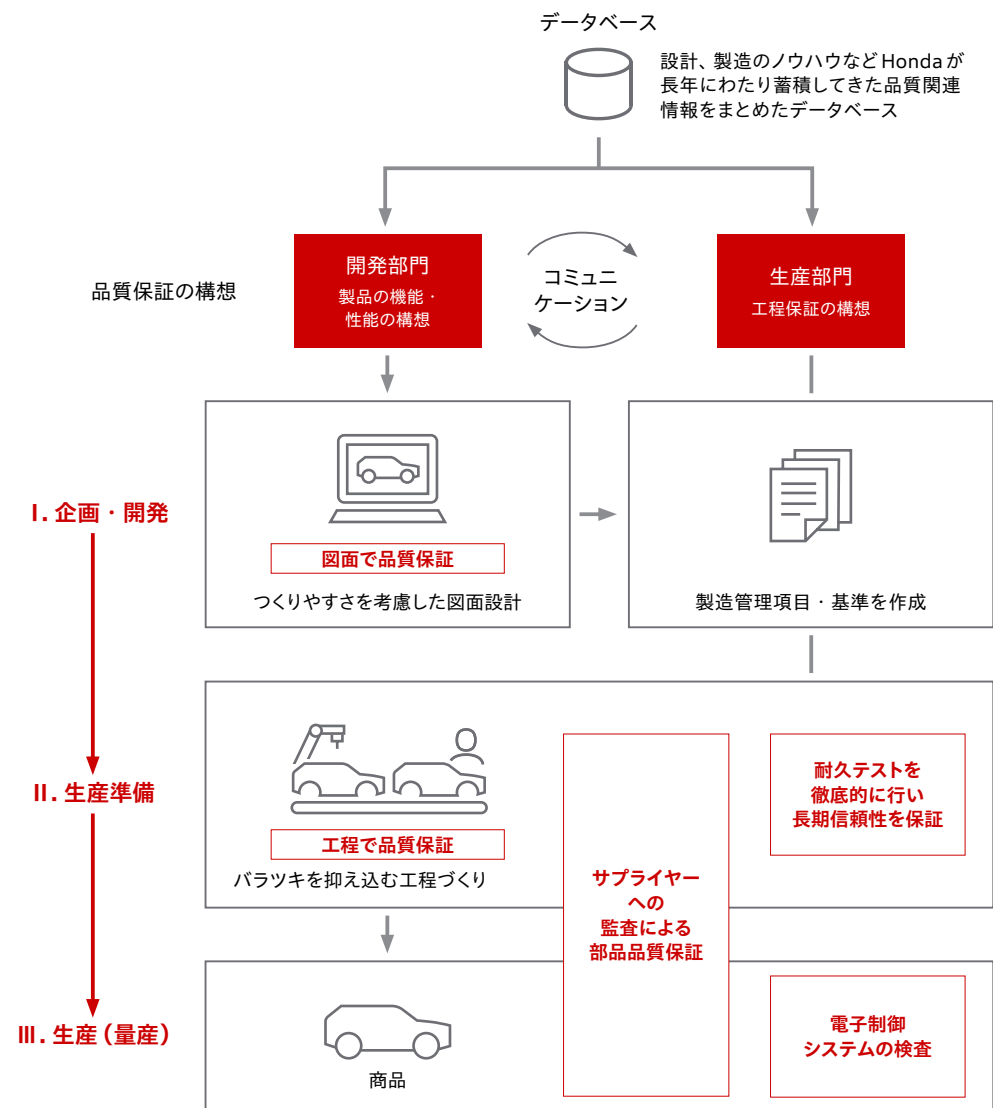 データベース
設計、製造のノウハウなどHondaが
長年にわたり蓄積してきた品質関連
情報をまとめたデータベース
品質保証の構想
開発部門
製品の機能・
性能の構想
コミュニ
ケーション
生産部門
工程保証の構想
Ⅰ. 企画・開発
図面で品質保証
つくりやすさを考慮した図面設計
製造管理項目・基準を作成
Ⅱ. 生産準備
工程で品質保証
バラツキを抑え込む工程づくり
サプライヤー
への
監査による
部品品質保証
耐久テストを
徹底的に行い
長期信頼性を保証
Ⅲ. 生産（量産）
商品
電子制御
システムの検査